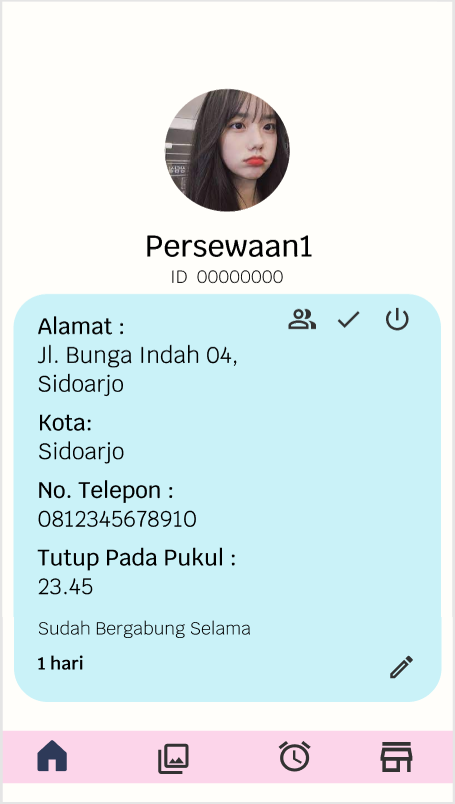 Persewaan1
ID 00000000
Alamat :
Jl. Bunga Indah 04,
Sidoarjo
Kota:
Sidoarjo
No. Telepon :
0812345678910
Tutup Pada Pukul :
23.45
Sudah Bergabung Selama
1 hari